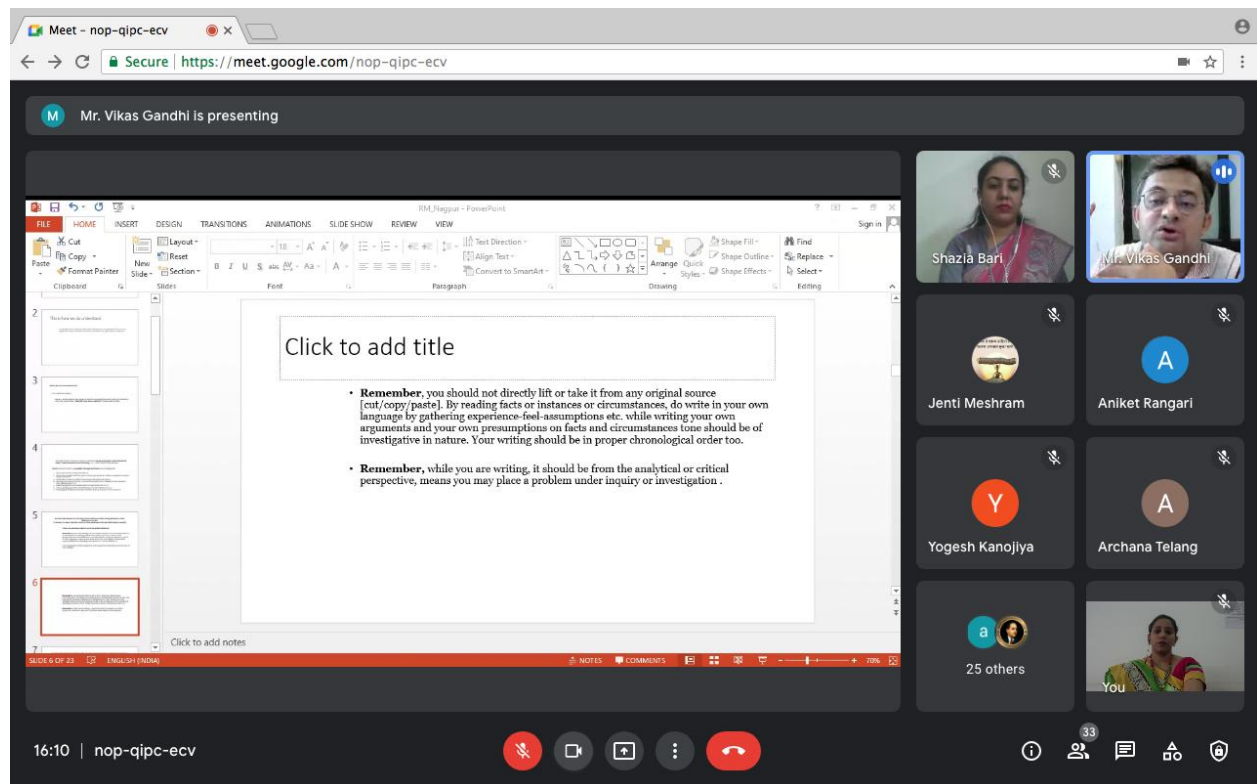 Meet - nop-qipc-ecv
Secure | https://meet.google.com/nop-qipc-ecv
M Mr. Vikas Gandhi is presenting
RM_Nagpur - PowerPoint
FILE HOME INSERT DESIGN TRANSITIONS ANIMATIONS SLIDE SHOW REVIEW VIEW Sign in
Cut
Copy
Format Painter
Paste
Clipboard
New Slide
Layout
Reset
Section
Slides
18
B I U S abc AV Aa A
Font
Text Direction
Align Text
Convert to SmartArt
Paragraph
Arrange
Quick Styles
Shape Fill
Shape Outline
Shape Effects
Drawing
Find
Replace
Select
Editing
2
3
4
5
6
7
Click to add title
• Remember, you should not directly lift or take it from any original source
[cut/copy/paste]. By reading facts or instances or circumstances, do write in your own
language by gathering experience-feel-assumptions etc. while writing your own
arguments and your own presumptions on facts and circumstances tone should be of
investigative in nature. Your writing should be in proper chronological order too.
• Remember, while you are writing, it should be from the analytical or critical
perspective, means you may place a problem under inquiry or investigation .
Click to add notes
SLIDE 6 OF 23 ENGLISH (INDIA) NOTES COMMENTS 70%
Shazia Bari
Mr. Vikas Gandhi
Jenti Meshram
A
Aniket Rangari
Y
Yogesh Kanojiya
A
Archana Telang
a
25 others
You
16:10 | nop-qipc-ecv
33